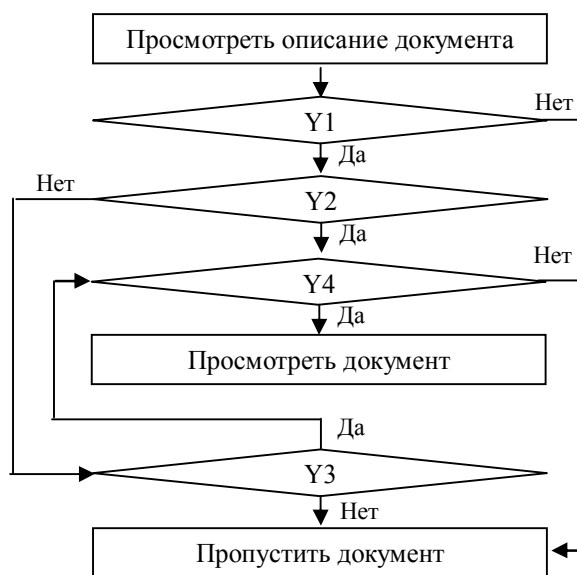 Просмотреть описание документа
Нет
Y1
Да
Нет
Y2
Да
Нет
Y4
Да
Просмотреть документ
Да
Y3
Нет
Пропустить документ